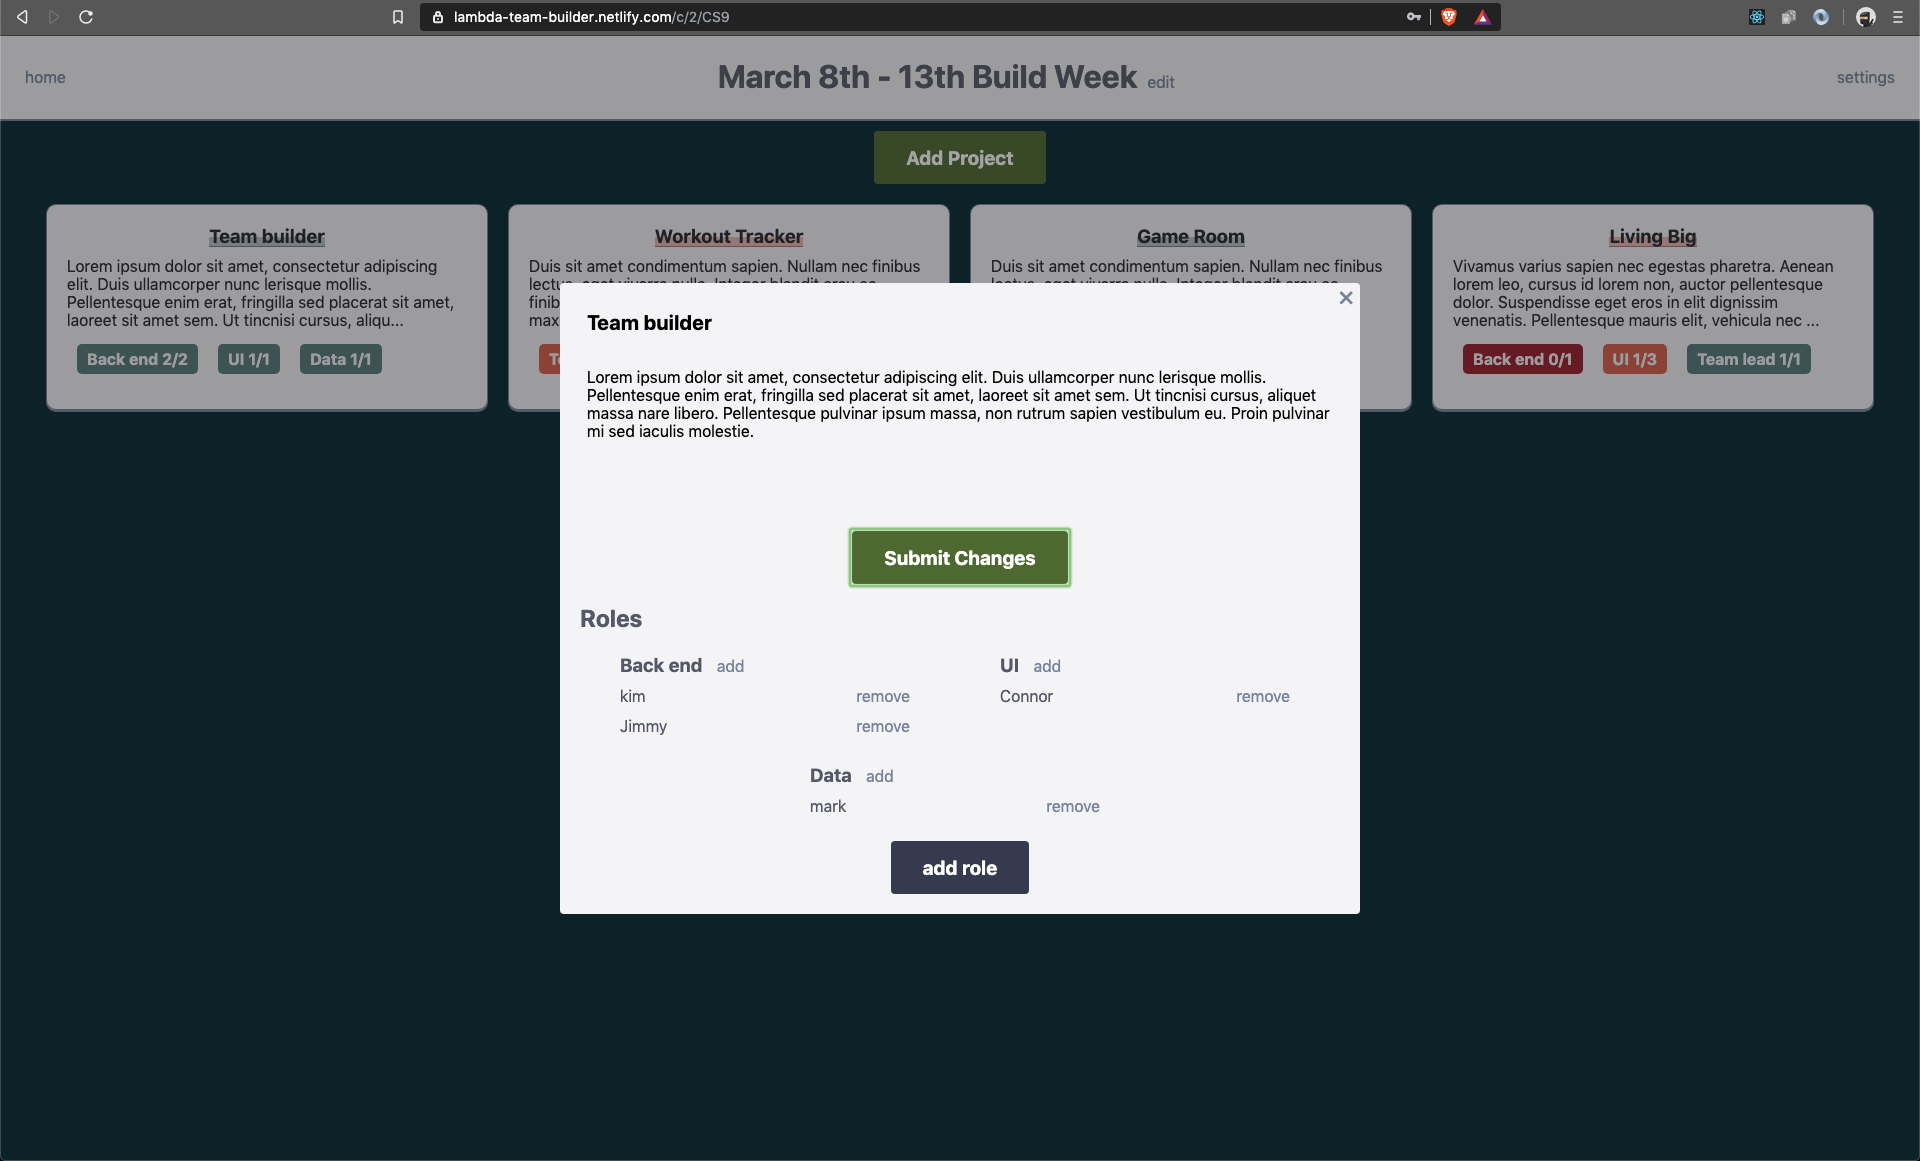 lambda-team-builder.netlify.com/c/2/CS9
home
March 8th - 13th Build Week edit
settings
Add Project
Team builder
Lorem ipsum dolor sit amet, consectetur adipiscing
elit. Duis ullamcorper nunc lerisque mollis.
Pellentesque enim erat, fringilla sed placerat sit amet,
laoreet sit amet sem. Ut tincnisi cursus, aliqu...
Back end 2/2 UI 1/1 Data 1/1
Workout Tracker
Duis sit amet condimentum sapien. Nullam nec finibus
Game Room
Duis sit amet condimentum sapien. Nullam nec finibus
Living Big
Vivamus varius sapien nec egestas pharetra. Aenean
lorem leo, cursus id lorem non, auctor pellentesque
dolor. Suspendisse eget eros in elit dignissim
venenatis. Pellentesque mauris elit, vehicula nec ...
Back end 0/1 UI 1/3 Team lead 1/1
Team builder
Lorem ipsum dolor sit amet, consectetur adipiscing elit. Duis ullamcorper nunc lerisque mollis.
Pellentesque enim erat, fringilla sed placerat sit amet, laoreet sit amet sem. Ut tincnisi cursus, aliquet
massa nare libero. Pellentesque pulvinar ipsum massa, non rutrum sapien vestibulum eu. Proin pulvinar
mi sed iaculis molestie.
Submit Changes
Roles
Back end add
kim remove
Jimmy remove
UI add
Connor remove
Data add
mark remove
add role